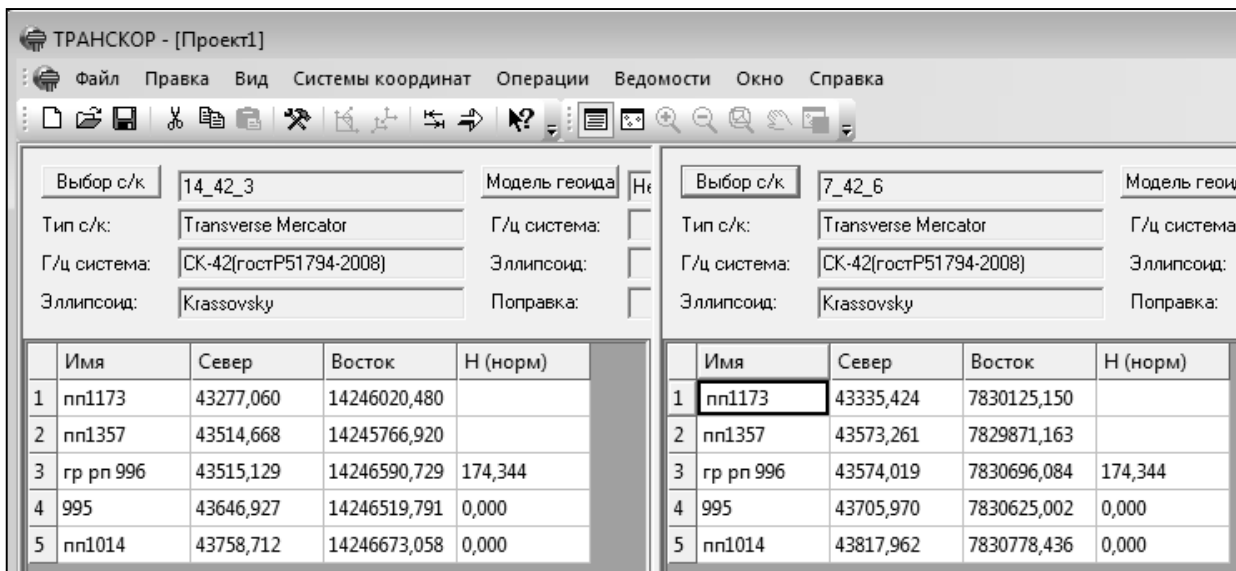 ТРАНСКОР - [Проект1]
Файл Правка Вид Системы координат Операции Ведомости Окно Справка
Выбор с/к 14_42_3 Модель геоида Не
Тип с/к: Transverse Mercator Г/ц система:
Г/ц система: СК-42(гостР51794-2008) Эллипсоид:
Эллипсоид: Krassovsky Поправка:
Имя Север Восток Н (норм)
1 пп1173 43277,060 14246020,480
2 пп1357 43514,668 14245766,920
3 гр рп 996 43515,129 14246590,729 174,344
4 995 43646,927 14246519,791 0,000
5 пп1014 43758,712 14246673,058 0,000
Выбор с/к 7_42_6 Модель геоид
Тип с/к: Transverse Mercator Г/ц система
Г/ц система: СК-42(гостР51794-2008) Эллипсоид:
Эллипсоид: Krassovsky Поправка:
Имя Север Восток Н (норм)
1 пп1173 43335,424 7830125,150
2 пп1357 43573,261 7829871,163
3 гр рп 996 43574,019 7830696,084 174,344
4 995 43705,970 7830625,002 0,000
5 пп1014 43817,962 7830778,436 0,000